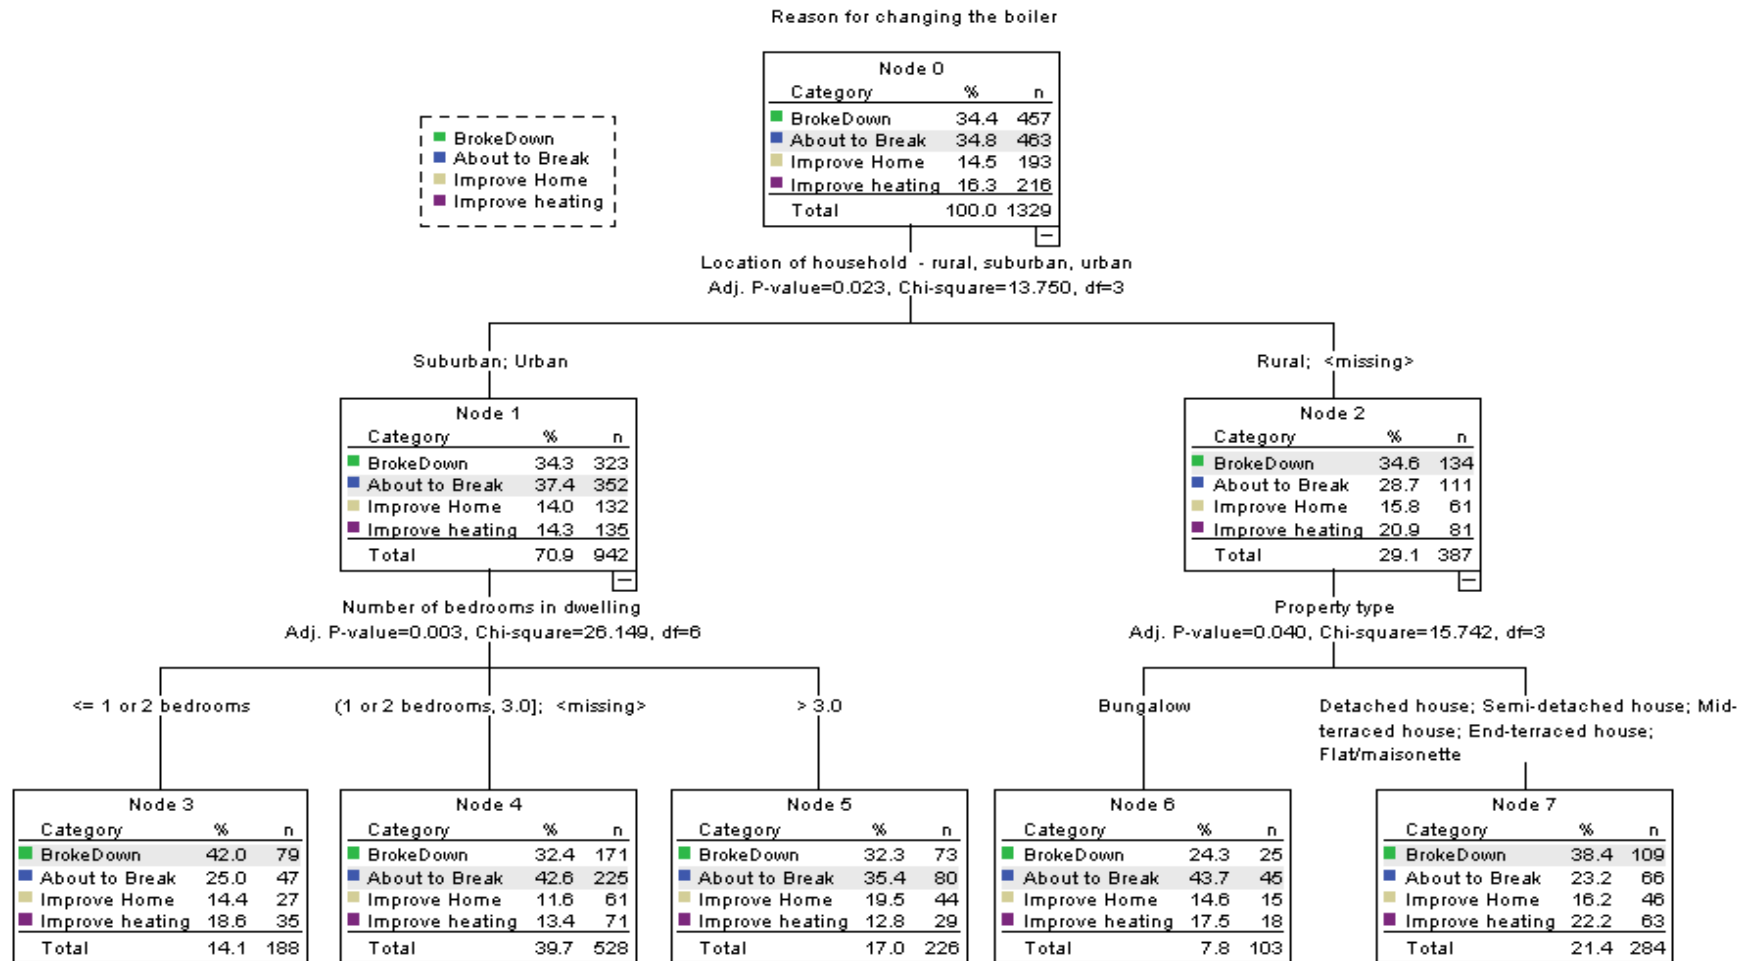 Reason for changing the boiler
Node 0
Category % n
BrokeDown 34.4 457
About to Break 34.8 463
Improve Home 14.5 193
Improve heating 16.3 216
Total 100.0 1329
BrokeDown
About to Break
Improve Home
Improve heating
Location of household - rural, suburban, urban
Adj. P-value=0.023, Chi-square=13.750, df=3
Suburban; Urban
Rural; <missing>
Node 1
Category % n
BrokeDown 34.3 323
About to Break 37.4 352
Improve Home 14.0 132
Improve heating 14.3 135
Total 70.9 942
Node 2
Category % n
BrokeDown 34.6 134
About to Break 28.7 111
Improve Home 15.8 61
Improve heating 20.9 81
Total 29.1 387
Number of bedrooms in dwelling
Adj. P-value=0.003, Chi-square=26.149, df=6
Property type
Adj. P-value=0.040, Chi-square=15.742, df=3
<= 1 or 2 bedrooms
(1 or 2 bedrooms, 3.0]; <missing>
> 3.0
Bungalow
Detached house; Semi-detached house; Mid-
terraced house; End-terraced house;
Flat/maisonette
Node 3
Category % n
BrokeDown 42.0 79
About to Break 25.0 47
Improve Home 14.4 27
Improve heating 18.6 35
Total 14.1 188
Node 4
Category % n
BrokeDown 32.4 171
About to Break 42.6 225
Improve Home 11.6 61
Improve heating 13.4 71
Total 39.7 528
Node 5
Category % n
BrokeDown 32.3 73
About to Break 35.4 80
Improve Home 19.5 44
Improve heating 12.8 29
Total 17.0 226
Node 6
Category % n
BrokeDown 24.3 25
About to Break 43.7 45
Improve Home 14.6 15
Improve heating 17.5 18
Total 7.8 103
Node 7
Category % n
BrokeDown 38.4 109
About to Break 23.2 66
Improve Home 16.2 46
Improve heating 22.2 63
Total 21.4 284